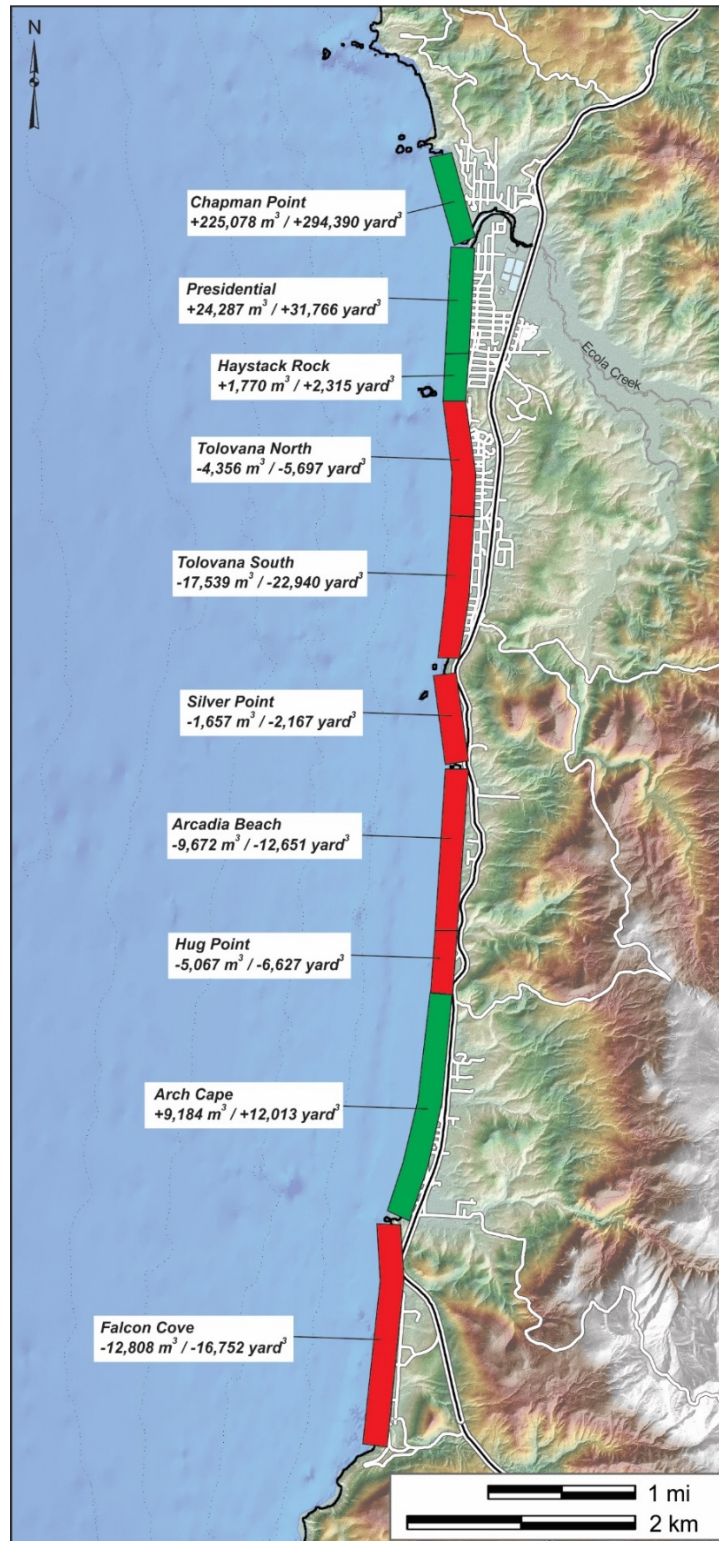 N
Chapman Point
+225,078 m³ / +294,390 yard³
Presidential
+24,287 m³ / +31,766 yard³
Haystack Rock
+1,770 m³ / +2,315 yard³
Ecola Creek
Tolovana North
-4,356 m³ / -5,697 yard³
Tolovana South
-17,539 m³ / -22,940 yard³
Silver Point
-1,657 m³ / -2,167 yard³
Arcadia Beach
-9,672 m³ / -12,651 yard³
Hug Point
-5,067 m³ / -6,627 yard³
Arch Cape
+9,184 m³ / +12,013 yard³
Falcon Cove
-12,808 m³ / -16,752 yard³
1 mi
2 km